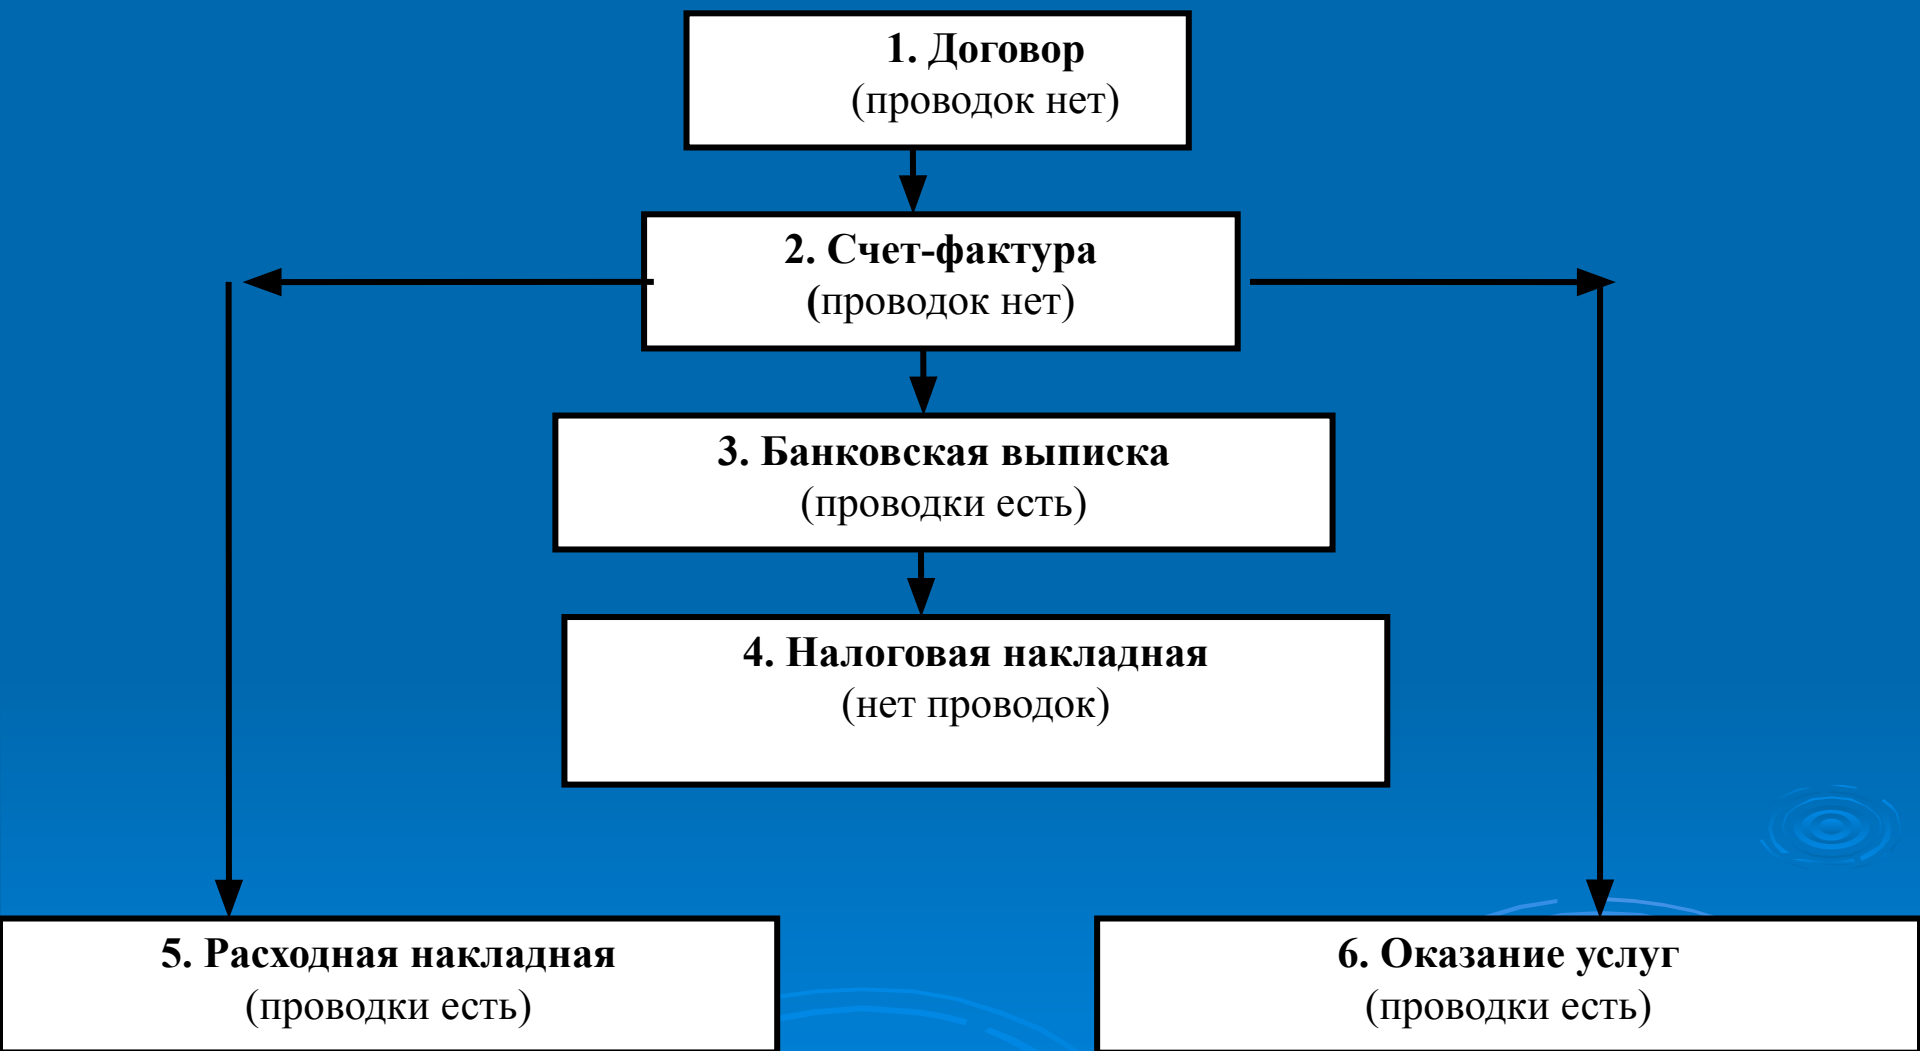 1. Договор
(проводок нет)
2. Счет-фактура
(проводок нет)
3. Банковская выписка
(проводки есть)
4. Налоговая накладная
(нет проводок)
5. Расходная накладная
(проводки есть)
6. Оказание услуг
(проводки есть)